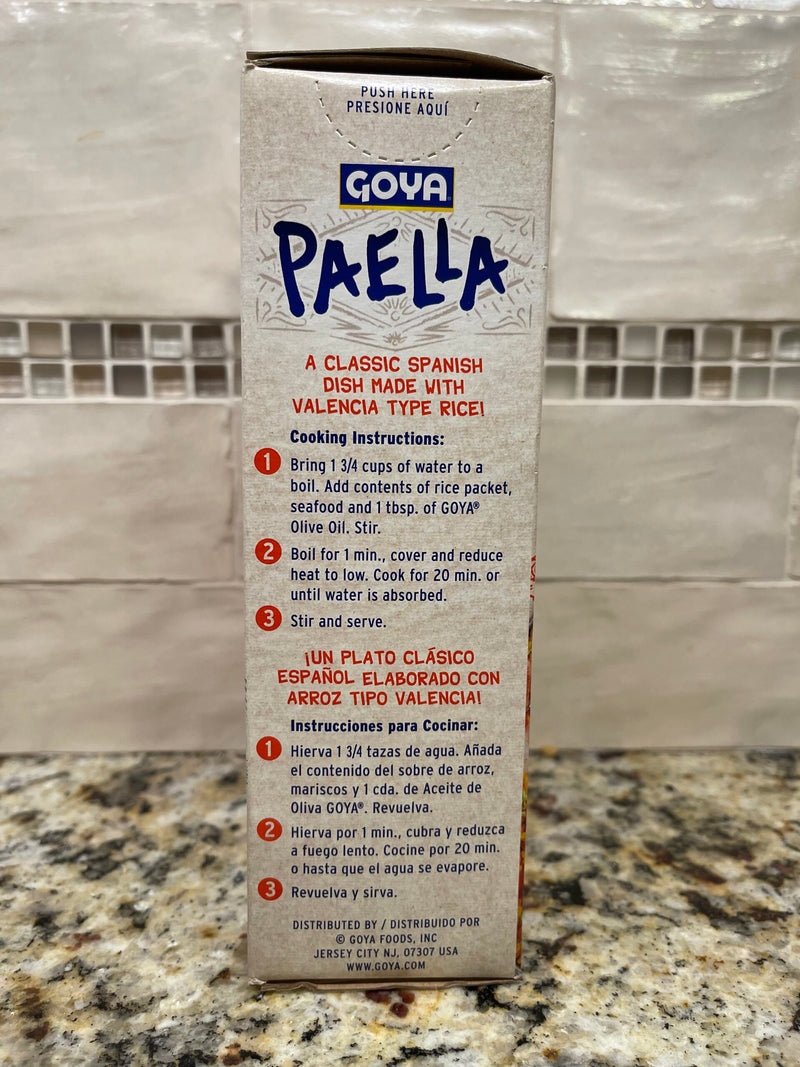 PUSH HERE
PRESIONE AQUÍ
GOYA
PAELLA
A CLASSIC SPANISH
DISH MADE WITH
VALENCIA TYPE RICE!
Cooking Instructions:
1 Bring 1 3/4 cups of water to a
boil. Add contents of rice packet,
seafood and 1 tbsp. of GOYA®
Olive Oil. Stir.
2 Boil for 1 min., cover and reduce
heat to low. Cook for 20 min. or
until water is absorbed.
3 Stir and serve.
¡UN PLATO CLÁSICO
ESPAÑOL ELABORADO CON
ARROZ TIPO VALENCIA!
Instrucciones para Cocinar:
1 Hierva 1 3/4 tazas de agua. Añada
el contenido del sobre de arroz,
mariscos y 1 cda. de Aceite de
Oliva GOYA®. Revuelva.
2 Hierva por 1 min., cubra y reduzca
a fuego lento. Cocine por 20 min.
o hasta que el agua se evapore.
3 Revuelva y sirva.
DISTRIBUTED BY / DISTRIBUIDO POR
© GOYA FOODS, INC
JERSEY CITY NJ, 07307 USA
WWW.GOYA.COM